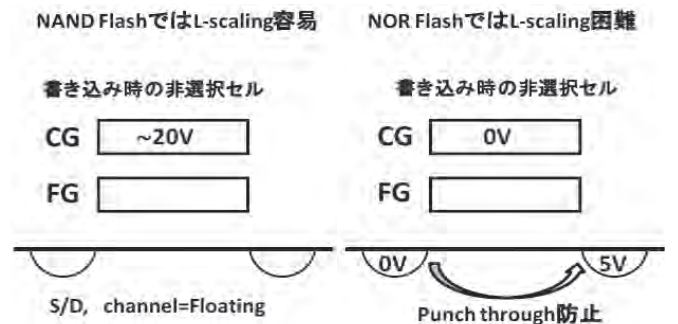 NAND FlashではL-scaling容易
NOR FlashではL-scaling困難
書き込み時の非選択セル
CG
~20V
FG
S/D, channel=Floating
書き込み時の非選択セル
CG
0V
FG
0V
5V
Punch through防止